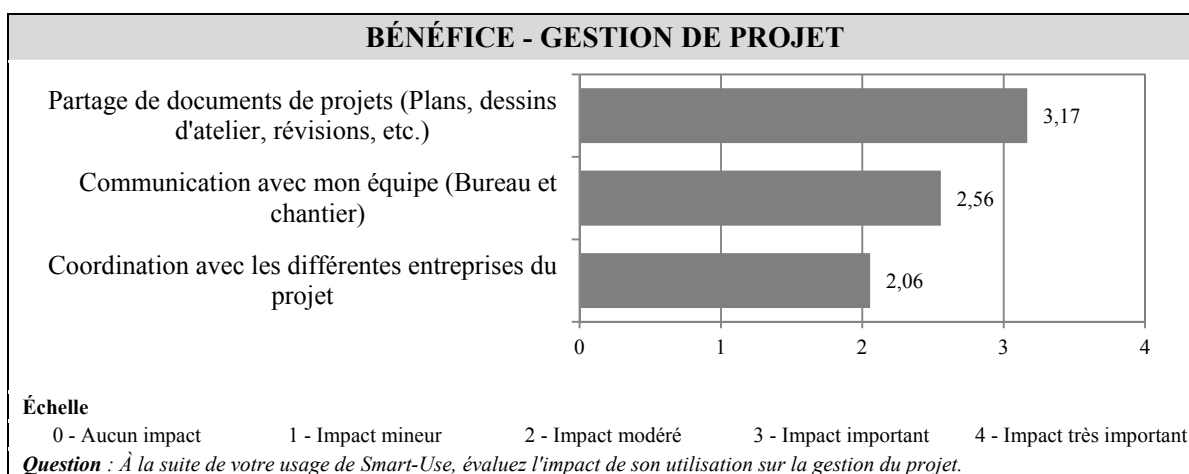 BÉNÉFICE - GESTION DE PROJET
Partage de documents de projets (Plans, dessins
d'atelier, révisions, etc.)
3,17
Communication avec mon équipe (Bureau et
chantier)
2,56
Coordination avec les différentes entreprises du
projet
2,06
0 1 2 3 4
Échelle
0 - Aucun impact 1 - Impact mineur 2 - Impact modéré 3 - Impact important 4 - Impact très important
Question : À la suite de votre usage de Smart-Use, évaluez l'impact de son utilisation sur la gestion du projet.